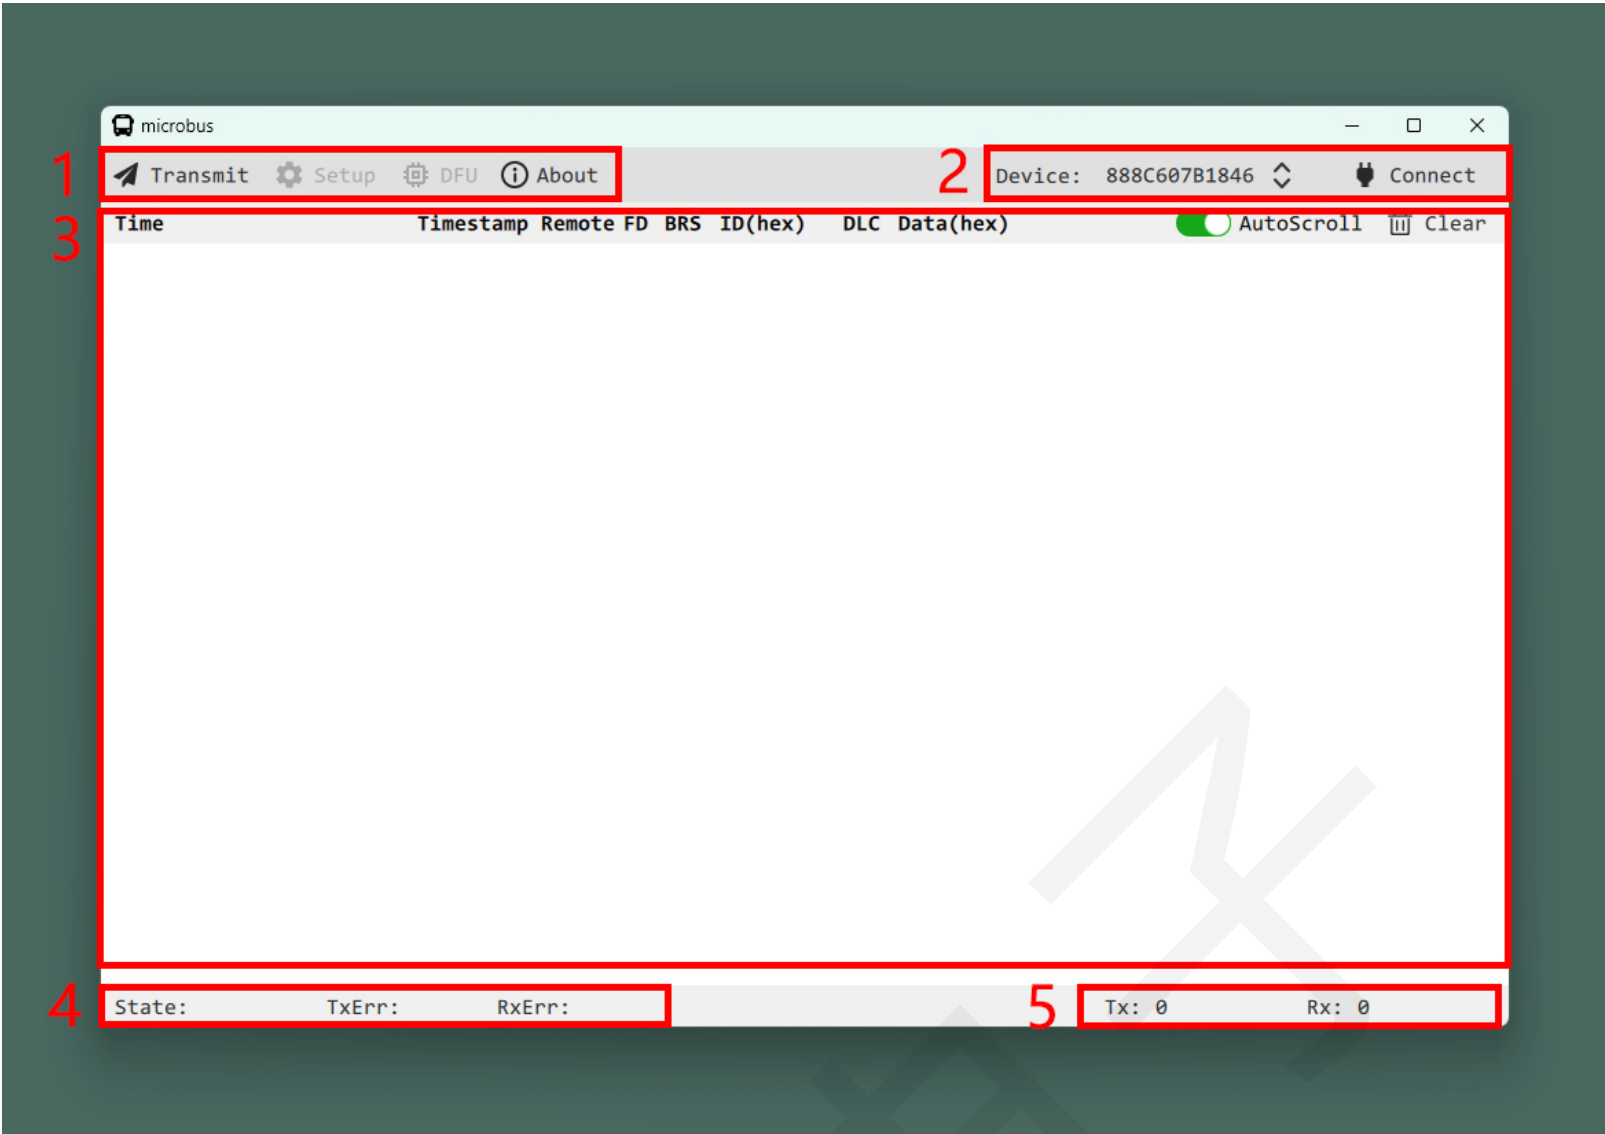 microbus
1 Transmit Setup DFU About 2 Device: 888C607B1846 Connect
3 Time Timestamp Remote FD BRS ID(hex) DLC Data(hex) AutoScroll Clear
4 State: TxErr: RxErr: 5 Tx: 0 Rx: 0